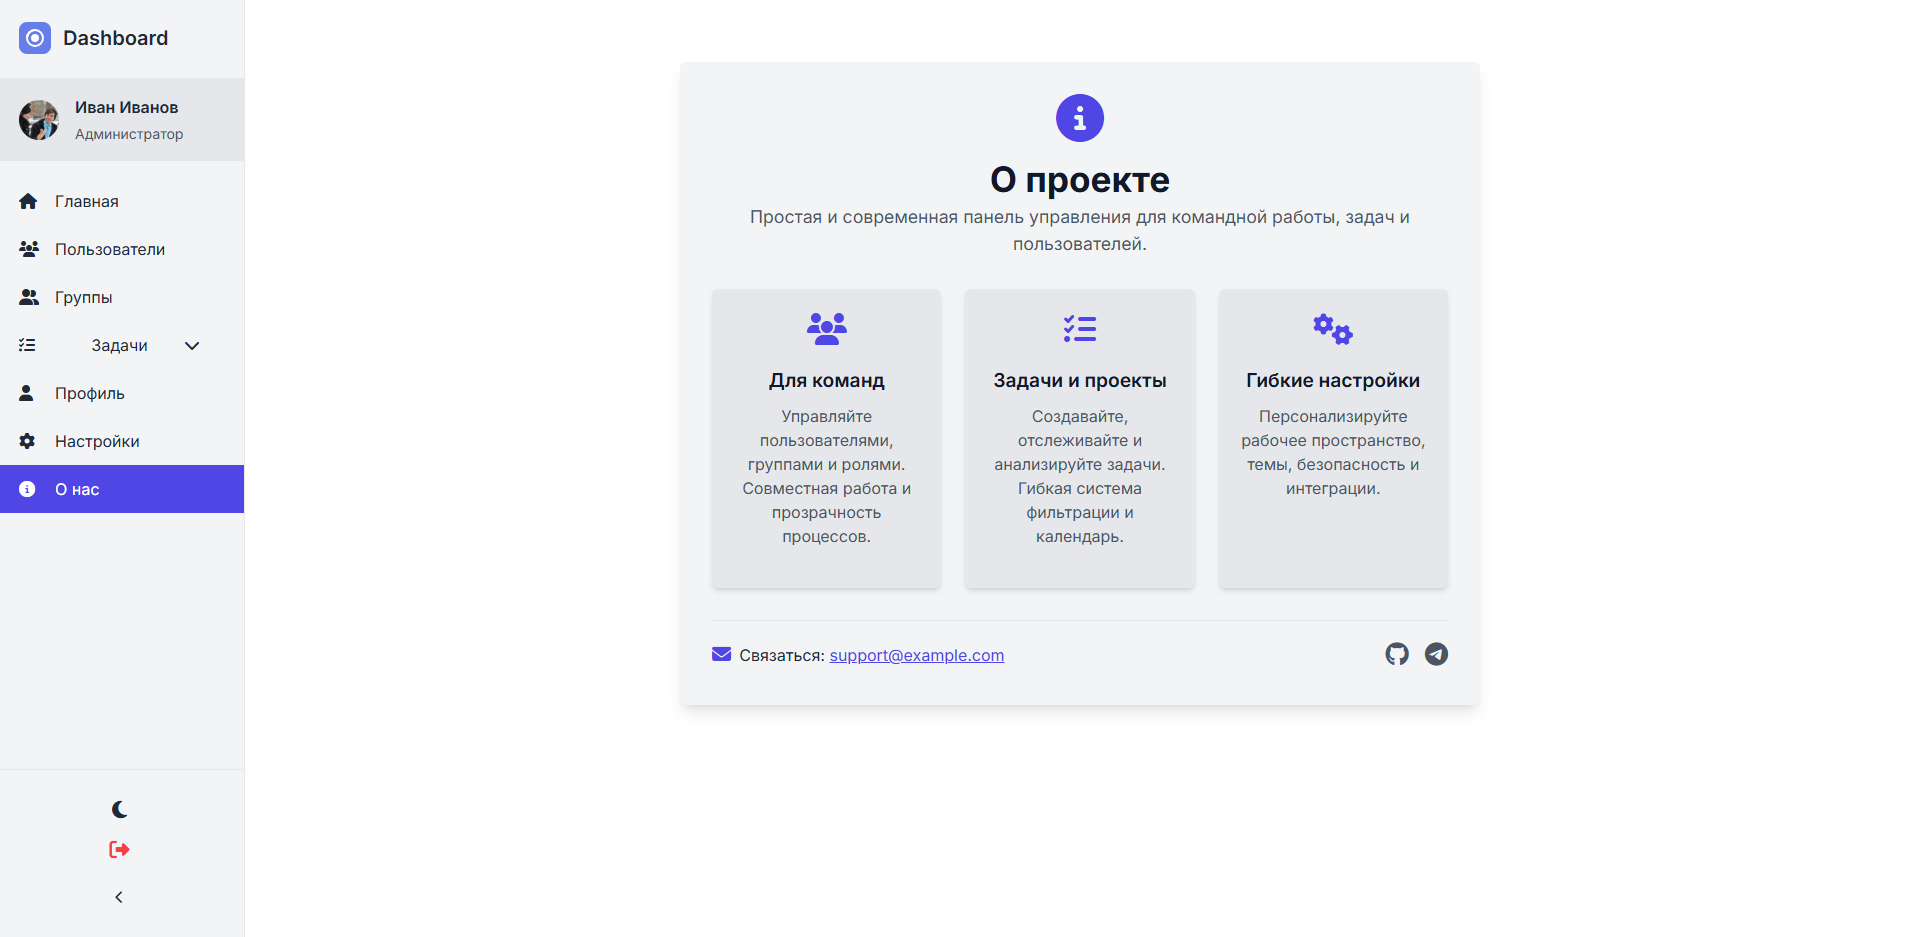 Dashboard
Иван Иванов
Администратор
Главная
Пользователи
Группы
Задачи
Профиль
Настройки
О нас
О проекте
Простая и современная панель управления для командной работы, задач и
пользователей.
Для команд
Управляйте
пользователями,
группами и ролями.
Совместная работа и
прозрачность
процессов.
Задачи и проекты
Создавайте,
отслеживайте и
анализируйте задачи.
Гибкая система
фильтрации и
календарь.
Гибкие настройки
Персонализируйте
рабочее пространство,
темы, безопасность и
интеграции.
Связаться: support@example.com